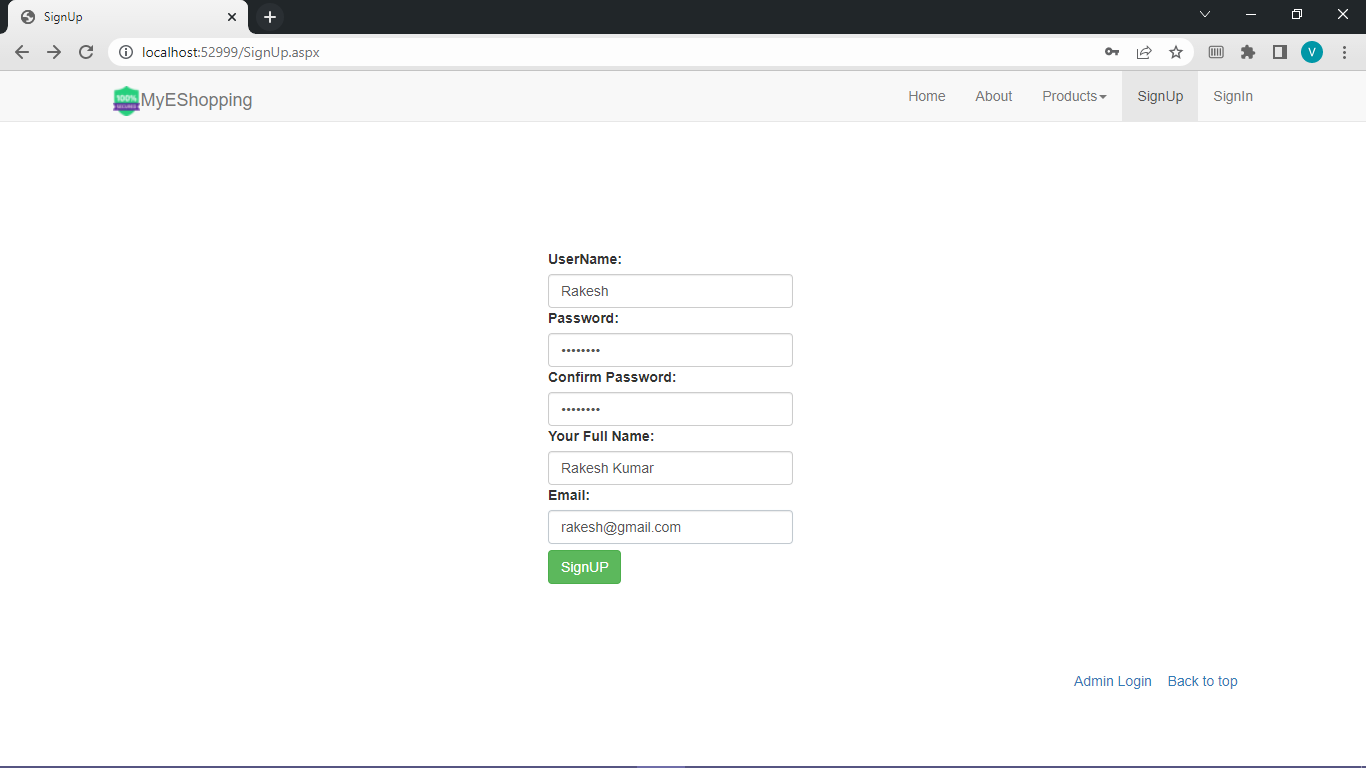 SignUp
localhost:52999/SignUp.aspx
V
100%
SECURED
MyEShopping
Home About Products SignUp SignIn
UserName:
Rakesh
Password:
••••••••
Confirm Password:
••••••••
Your Full Name:
Rakesh Kumar
Email:
rakesh@gmail.com
SignUP
Admin Login Back to top